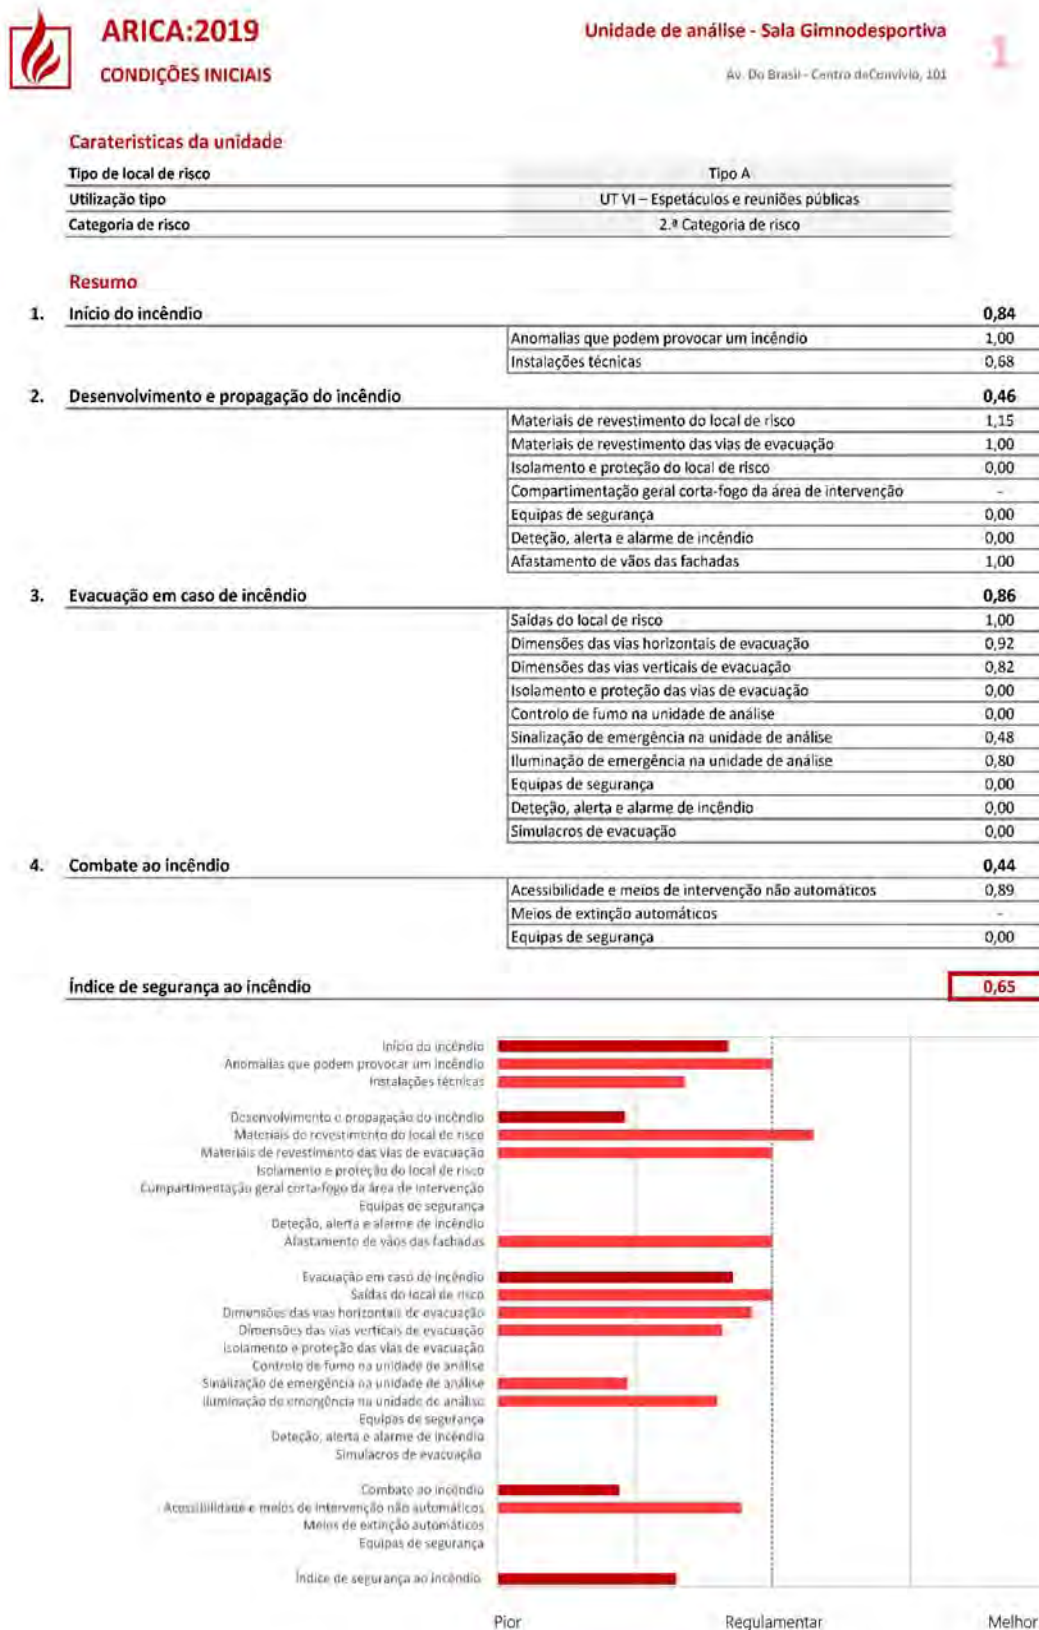 ARICA:2019
CONDIÇÕES INICIAIS
Unidade de análise - Sala Gimnodesportiva
Av. Do Brasil - Centro deConvívio, 101
1
Carateristicas da unidade
Tipo de local de risco Tipo A
Utilização tipo UT VI – Espetáculos e reuniões públicas
Categoria de risco 2.ª Categoria de risco
Resumo
1. Início do incêndio 0,84
Anomalias que podem provocar um incêndio 1,00
Instalações técnicas 0,68
2. Desenvolvimento e propagação do incêndio 0,46
Materiais de revestimento do local de risco 1,15
Materiais de revestimento das vias de evacuação 1,00
Isolamento e proteção do local de risco 0,00
Compartimentação geral corta-fogo da área de intervenção -
Equipas de segurança 0,00
Deteção, alerta e alarme de incêndio 0,00
Afastamento de vãos das fachadas 1,00
3. Evacuação em caso de incêndio 0,86
Saídas do local de risco 1,00
Dimensões das vias horizontais de evacuação 0,92
Dimensões das vias verticais de evacuação 0,82
Isolamento e proteção das vias de evacuação 0,00
Controlo de fumo na unidade de análise 0,00
Sinalização de emergência na unidade de análise 0,48
Iluminação de emergência na unidade de análise 0,80
Equipas de segurança 0,00
Deteção, alerta e alarme de incêndio 0,00
Simulacros de evacuação 0,00
4. Combate ao incêndio 0,44
Acessibilidade e meios de intervenção não automáticos 0,89
Meios de extinção automáticos -
Equipas de segurança 0,00
Índice de segurança ao incêndio 0,65
Início do incêndio
Anomalias que podem provocar um incêndio
Instalações técnicas
Desenvolvimento e propagação do incêndio
Materiais de revestimento do local de risco
Materiais de revestimento das vias de evacuação
Isolamento e proteção do local de risco
Compartimentação geral corta-fogo da área de intervenção
Equipas de segurança
Deteção, alerta e alarme de incêndio
Afastamento de vãos das fachadas
Evacuação em caso de incêndio
Saídas do local de risco
Dimensões das vias horizontais de evacuação
Dimensões das vias verticais de evacuação
Isolamento e proteção das vias de evacuação
Controlo de fumo na unidade de análise
Sinalização de emergência na unidade de análise
Iluminação de emergência na unidade de análise
Equipas de segurança
Deteção, alerta e alarme de incêndio
Simulacros de evacuação
Combate ao incêndio
Acessibilidade e meios de intervenção não automáticos
Meios de extinção automáticos
Equipas de segurança
Índice de segurança ao incêndio
Pior Regulamentar Melhor